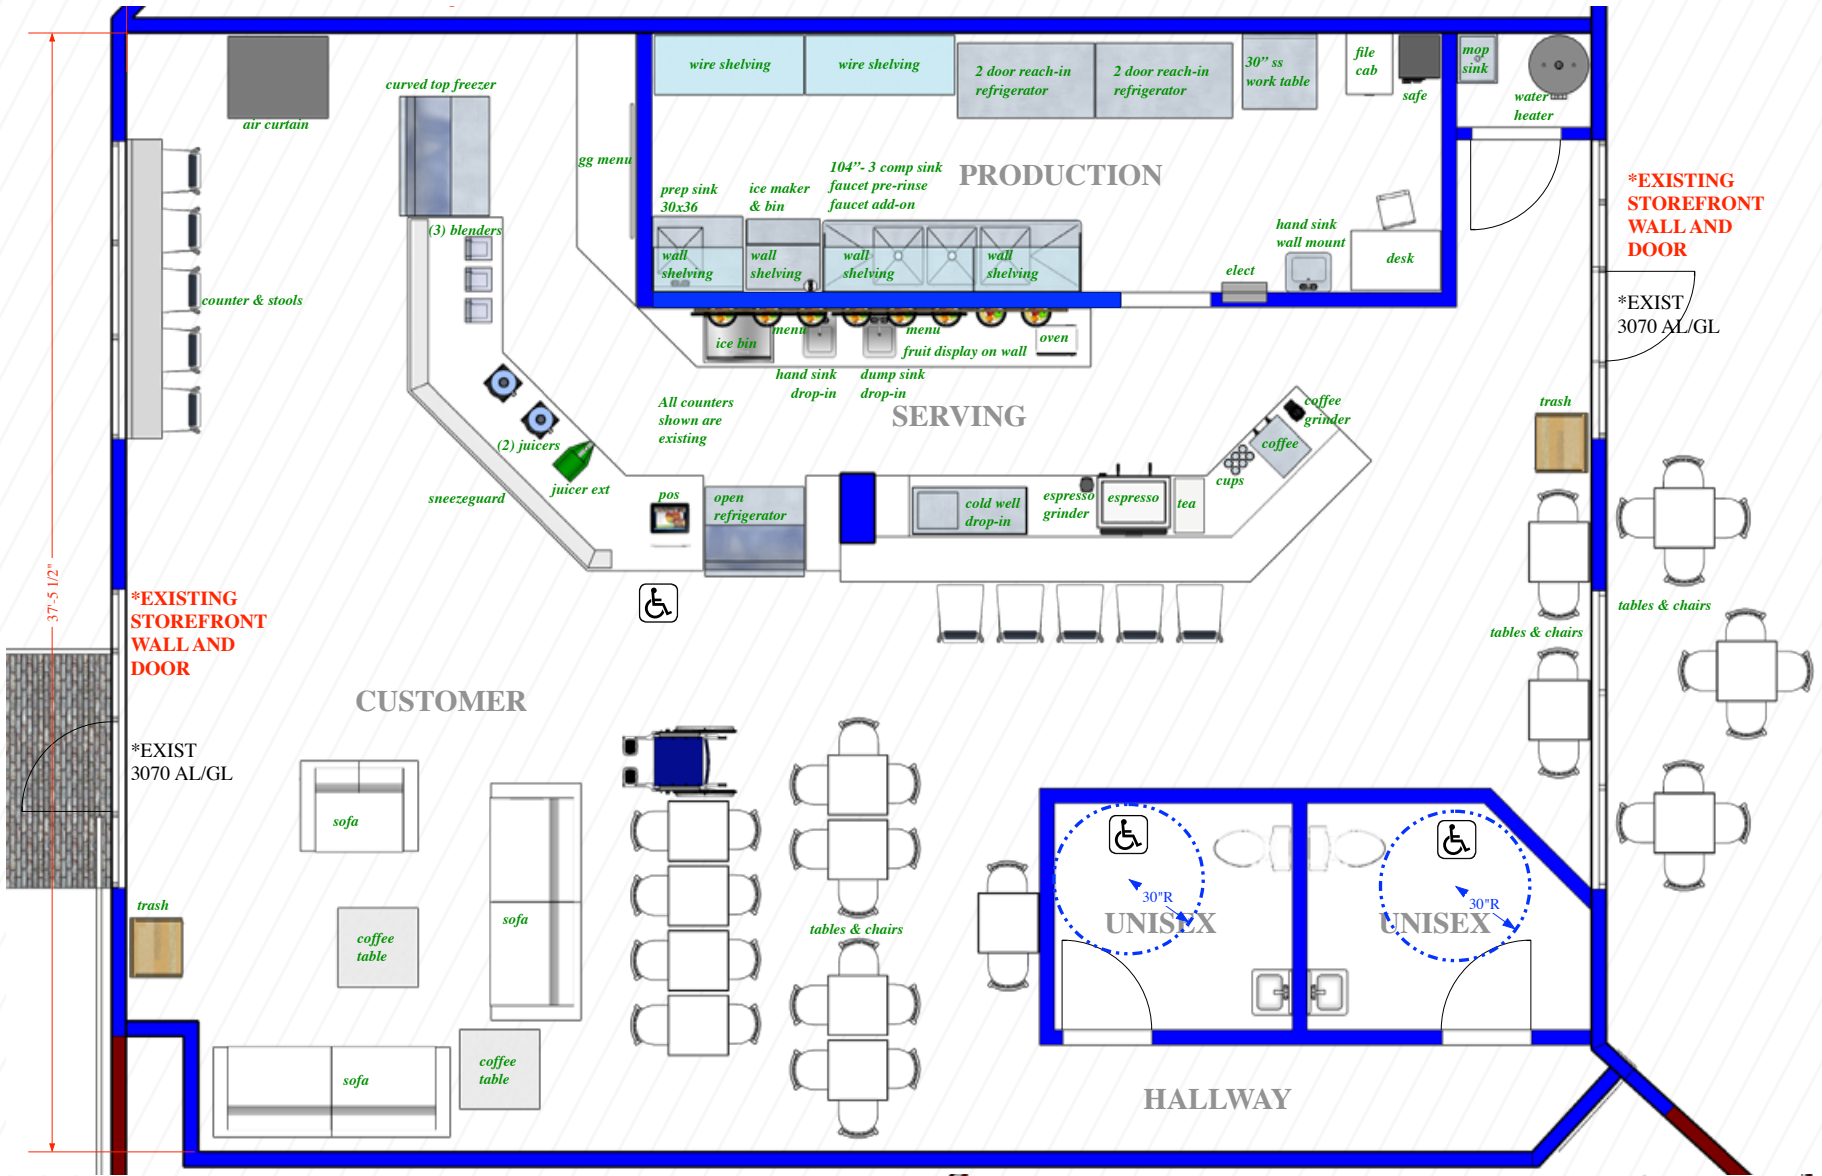 wire shelving
wire shelving
2 door reach-in
refrigerator
2 door reach-in
refrigerator
30” ss
work table
file
cab
safe
mop
sink
water
heater
curved top freezer
air curtain
gg menu
PRODUCTION
104”- 3 comp sink
faucet pre-rinse
faucet add-on
prep sink
30x36
ice maker
& bin
wall
shelving
wall
shelving
wall
shelving
wall
shelving
hand sink
wall mount
elect
desk
*EXISTING
STOREFRONT
WALL AND
DOOR
*EXIST
3070 AL/GL
(3) blenders
counter & stools
ice bin
menu
menu
fruit display on wall
oven
hand sink
drop-in
dump sink
drop-in
All counters
shown are
existing
SERVING
coffee
grinder
coffee
cups
trash
(2) juicers
juicer ext
sneezeguard
pos
open
refrigerator
cold well
drop-in
espresso
grinder
espresso
tea
37'-5 1/2"
*EXISTING
STOREFRONT
WALL AND
DOOR
*EXIST
3070 AL/GL
tables & chairs
tables & chairs
CUSTOMER
sofa
sofa
coffee
table
trash
tables & chairs
30"R
UNISEX
30"R
UNISEX
sofa
coffee
table
HALLWAY